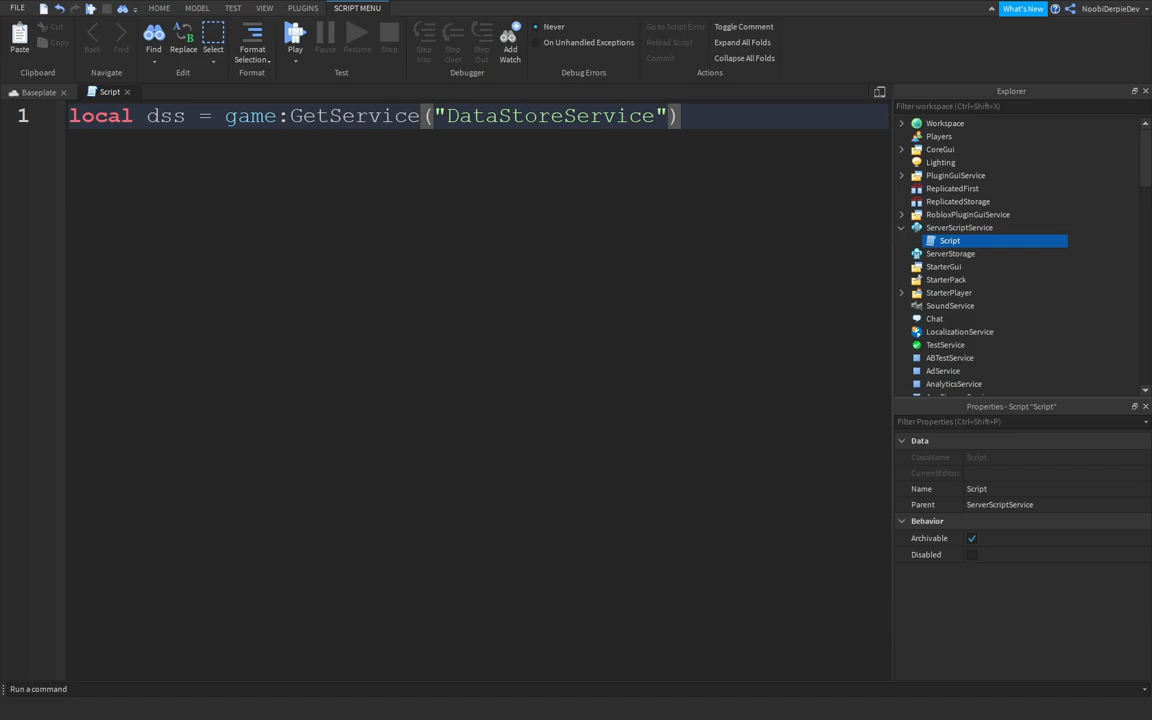 FILE HOME MODEL TEST VIEW PLUGINS SCRIPT MENU What's New NoobiDerpieDev
Paste Cut Copy Back Fwd Find Replace Select Format Selection Play Pause Resume Stop Step Into Step Over Step Out Add Watch Never On Unhandled Exceptions Go to Script Error Reload Script Commit Toggle Comment Expand All Folds Collapse All Folds
Clipboard Navigate Edit Format Test Debugger Debug Errors Actions
Baseplate Script
1 local dss = game:GetService("DataStoreService")
Explorer
Filter workspace (Ctrl+Shift+X)
Workspace
Players
CoreGui
Lighting
PluginGuiService
ReplicatedFirst
ReplicatedStorage
RobloxPluginGuiService
ServerScriptService
Script
ServerStorage
StarterGui
StarterPack
StarterPlayer
SoundService
Chat
LocalizationService
TestService
ABTestService
AdService
AnalyticsService
Properties - Script "Script"
Filter Properties (Ctrl+Shift+P)
Data
ClassName Script
CurrentEditor
Name Script
Parent ServerScriptService
Behavior
Archivable
Disabled
Run a command